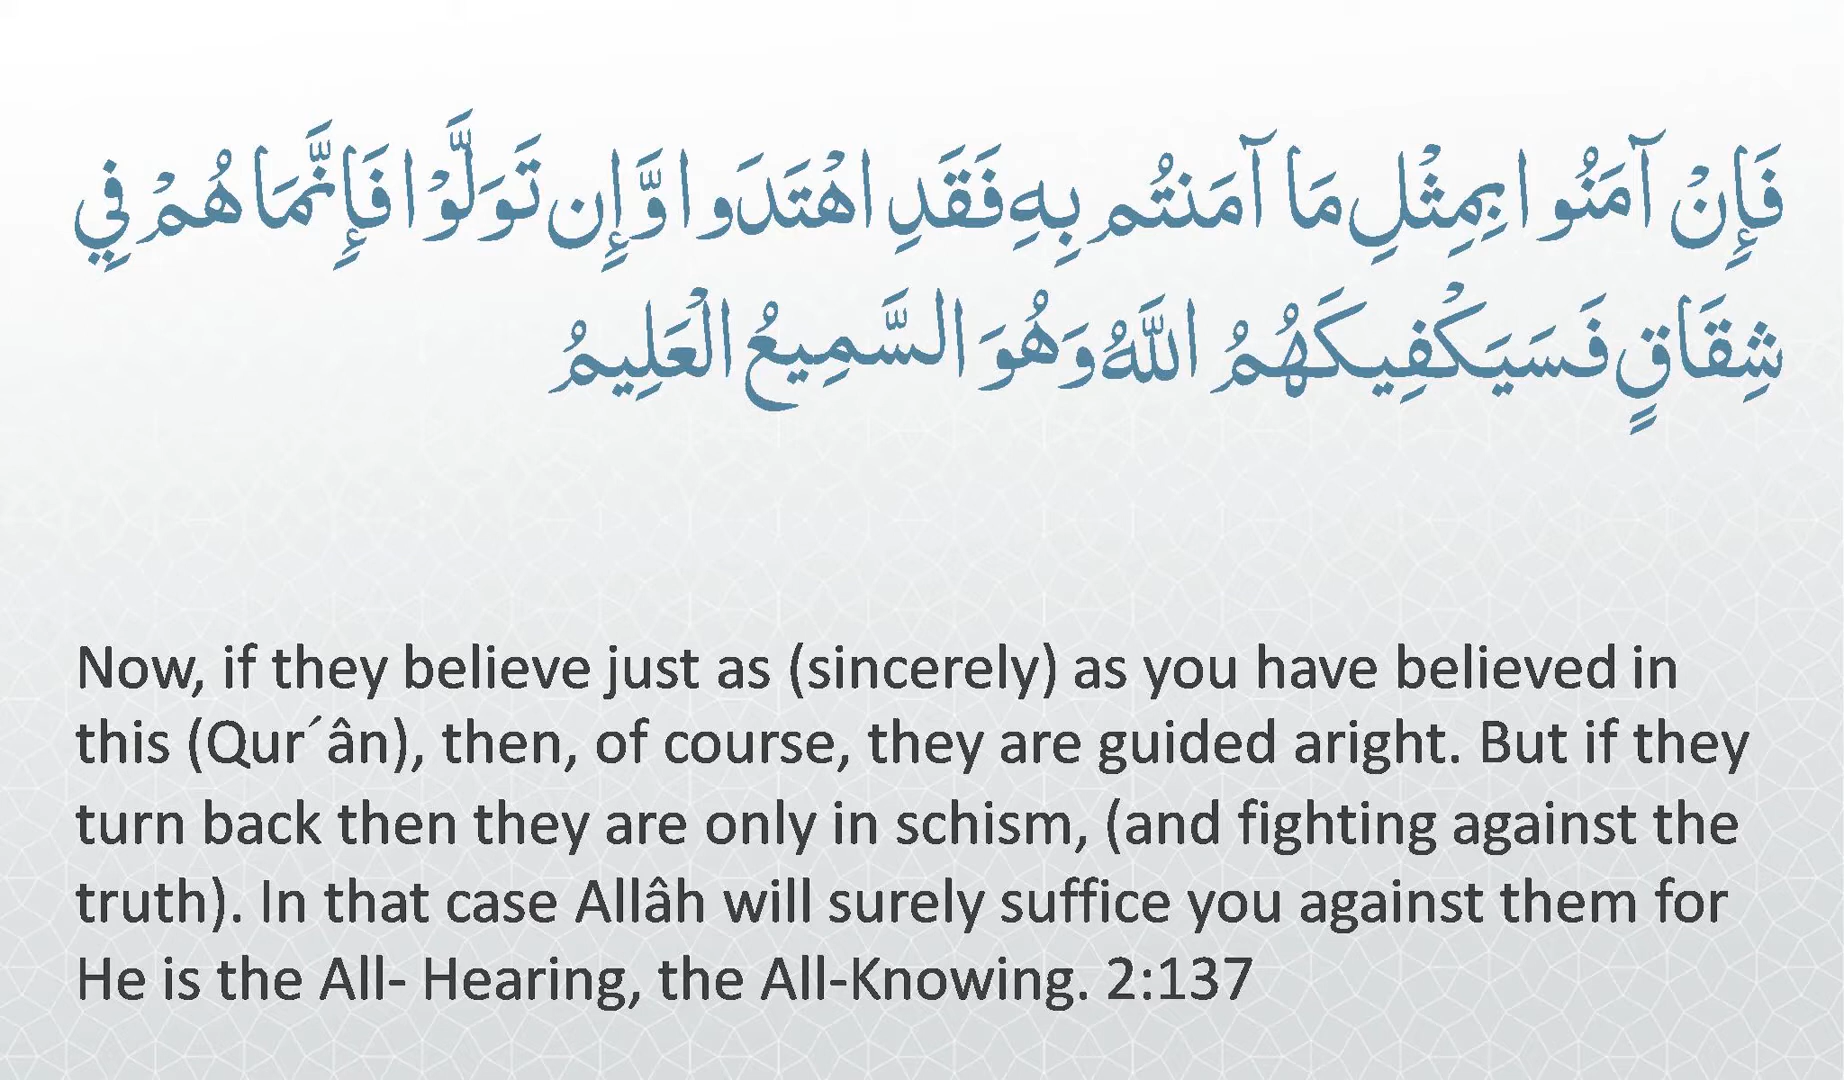 فَإِنْ آمَنُوا بِمِثْلِ مَا آمَنتُم بِهِ فَقَدِ اهْتَدَوا وَّإِن تَوَلَّوْا فَإِنَّمَا هُمْ فِي
شِقَاقٍ فَسَيَكْفِيكَهُمُ اللَّهُ وَهُوَ السَّمِيعُ الْعَلِيمُ
Now, if they believe just as (sincerely) as you have believed in
this (Qur´ân), then, of course, they are guided aright. But if they
turn back then they are only in schism, (and fighting against the
truth). In that case Allâh will surely suffice you against them for
He is the All- Hearing, the All-Knowing. 2:137